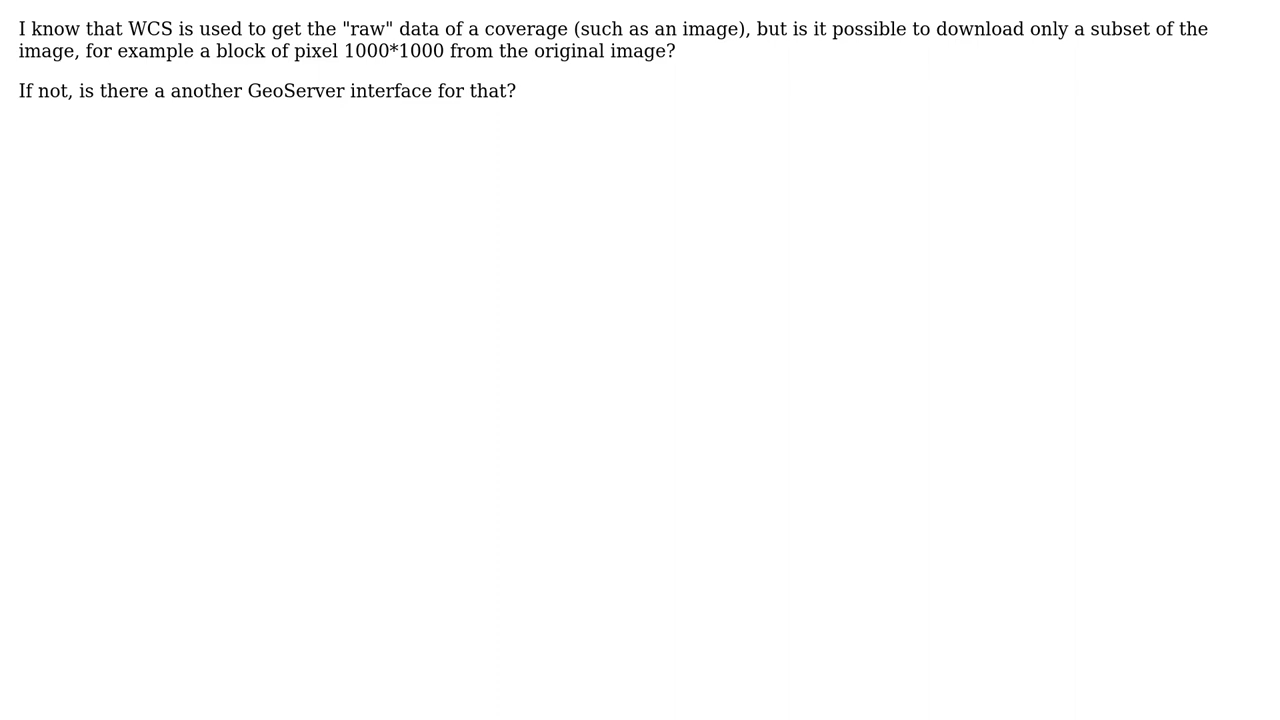 I know that WCS is used to get the "raw" data of a coverage (such as an image), but is it possible to download only a subset of the
image, for example a block of pixel 1000*1000 from the original image?
If not, is there a another GeoServer interface for that?